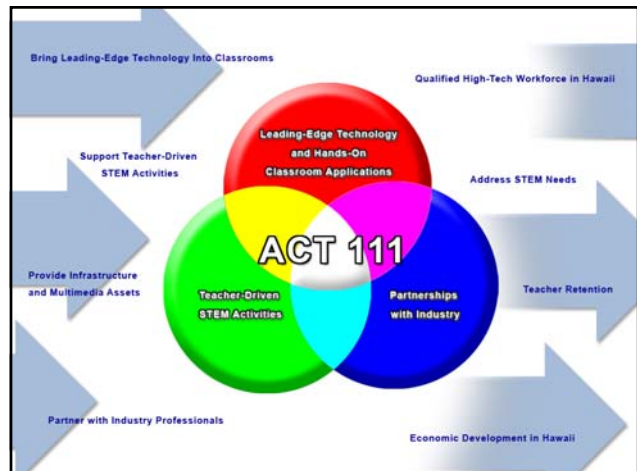 Bring Leading-Edge Technology Into Classrooms
Qualified High-Tech Workforce in Hawaii
Leading-Edge Technology
and Hands-On
Classroom Applications
Support Teacher-Driven
STEM Activities
Address STEM Needs
ACT 111
Provide Infrastructure
and Multimedia Assets
Teacher-Driven
STEM Activities
Partnerships
with Industry
Teacher Retention
Partner with Industry Professionals
Economic Development in Hawaii